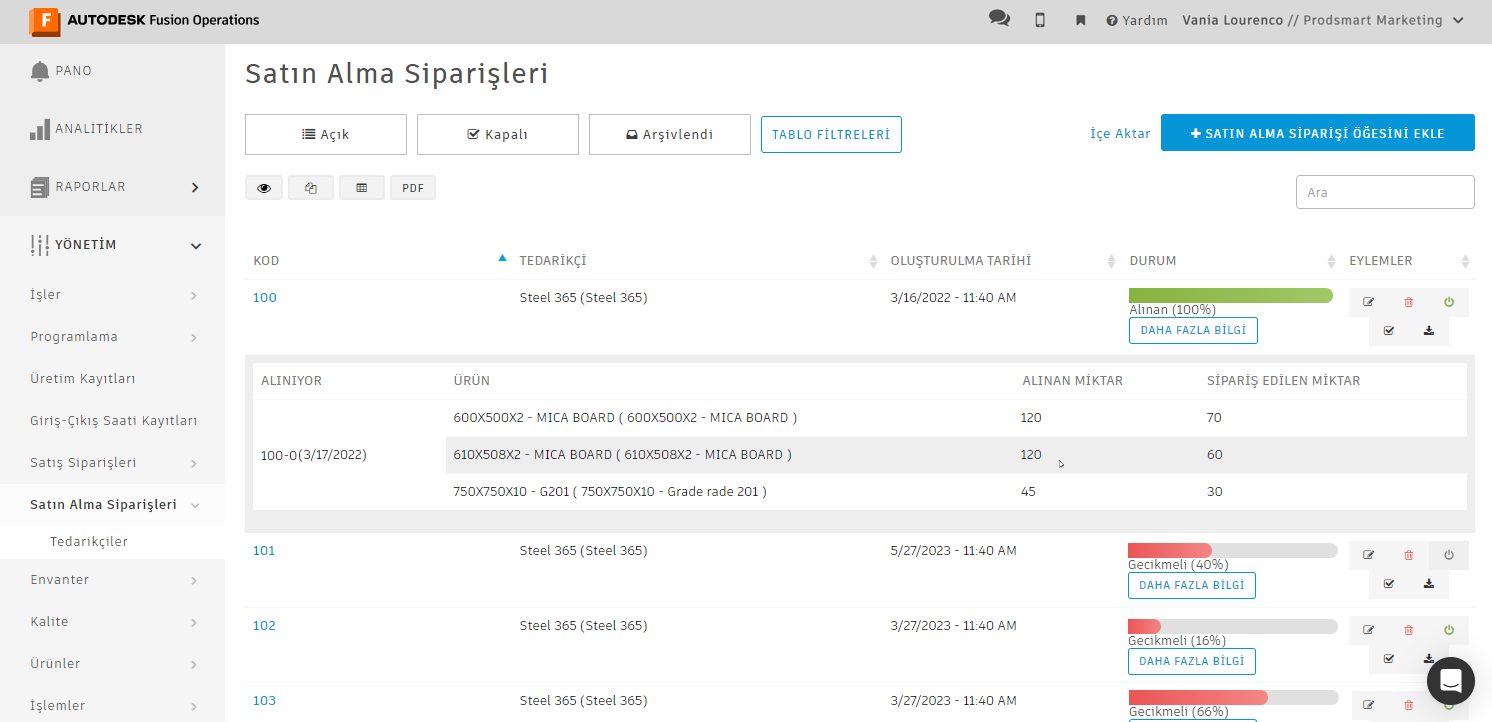 F AUTODESK Fusion Operations
Yardım
Vania Lourenco // Prodsmart Marketing
PANO
ANALİTİKLER
RAPORLAR
YÖNETİM
İşler
Programlama
Üretim Kayıtları
Giriş-Çıkış Saati Kayıtları
Satış Siparişleri
Satın Alma Siparişleri
Tedarikçiler
Envanter
Kalite
Ürünler
İşlemler
Satın Alma Siparişleri
Açık Kapalı Arşivlendi TABLO FİLTRELERİ İçe Aktar + SATIN ALMA SİPARİŞİ ÖĞESİNİ EKLE
PDF Ara
KOD TEDARİKÇİ OLUŞTURULMA TARİHİ DURUM EYLEMLER
100 Steel 365 (Steel 365) 3/16/2022 - 11:40 AM
Alınan (100%)
DAHA FAZLA BİLGİ
ALINIYOR ÜRÜN ALINAN MİKTAR SİPARİŞ EDİLEN MİKTAR
600X500X2 - MICA BOARD ( 600X500X2 - MICA BOARD ) 120 70
100-0(3/17/2022) 610X508X2 - MICA BOARD ( 610X508X2 - MICA BOARD ) 120 60
750X750X10 - G201 ( 750X750X10 - Grade rade 201 ) 45 30
101 Steel 365 (Steel 365) 5/27/2023 - 11:40 AM
Gecikmeli (40%)
DAHA FAZLA BİLGİ
102 Steel 365 (Steel 365) 3/27/2023 - 11:40 AM
Gecikmeli (16%)
DAHA FAZLA BİLGİ
103 Steel 365 (Steel 365) 3/27/2023 - 11:40 AM
Gecikmeli (66%)